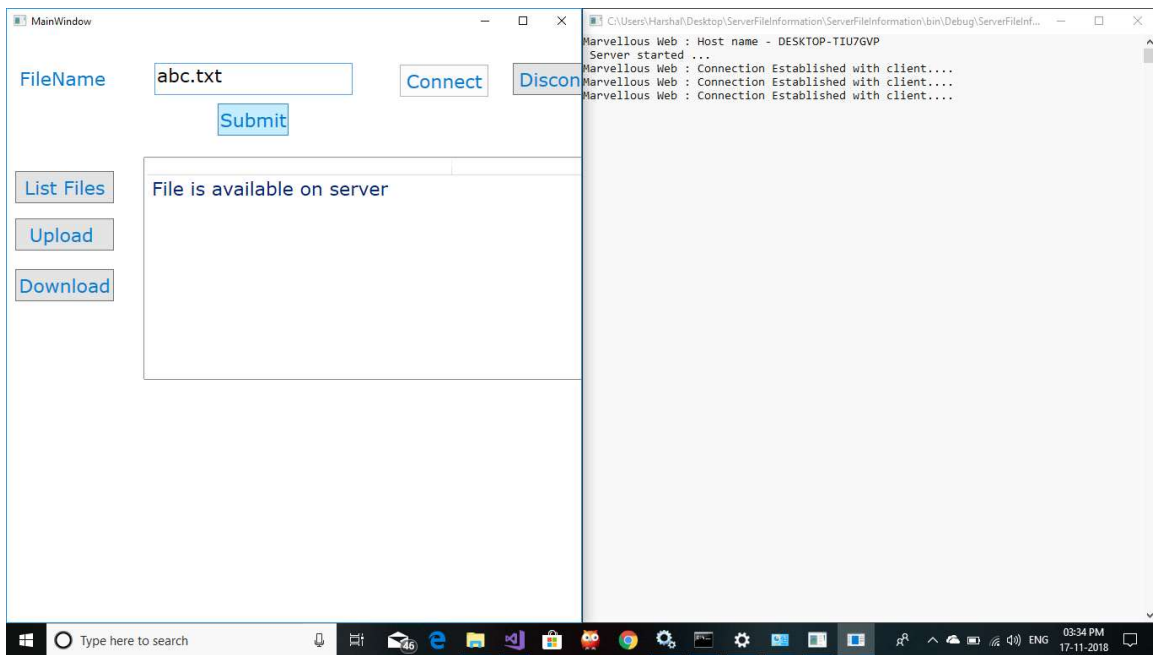 MainWindow
FileName
abc.txt
Connect
Discon
Submit
List Files
File is available on server
Upload
Download
C:\Users\Harshal\Desktop\ServerFileInformation\ServerFileInformation\bin\Debug\ServerFileInf...
Marvellous Web : Host name - DESKTOP-TIU7GVP
Server started ...
Marvellous Web : Connection Established with client....
Marvellous Web : Connection Established with client....
Marvellous Web : Connection Established with client....
Type here to search
46
ENG
03:34 PM
17-11-2018